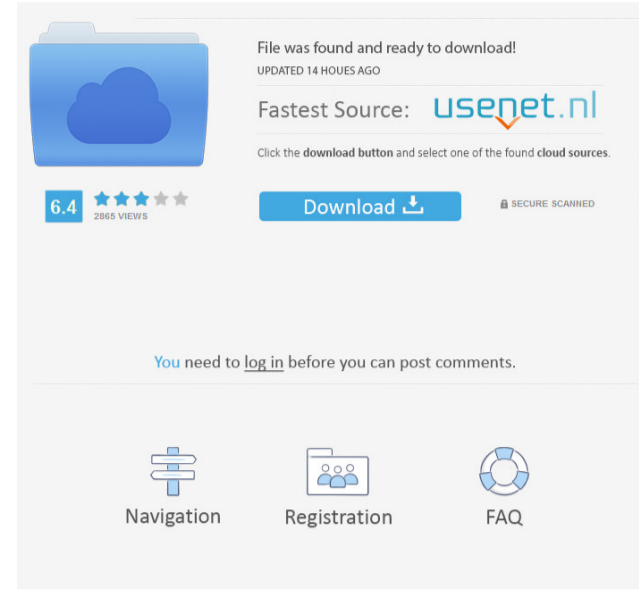 File was found and ready to download!
UPDATED 14 HOUES AGO
Fastest Source: usenet.nl
Click the download button and select one of the found cloud sources.
6.4
2865 VIEWS
Download
SECURE SCANNED
You need to log in before you can post comments.
Navigation
Registration
FAQ